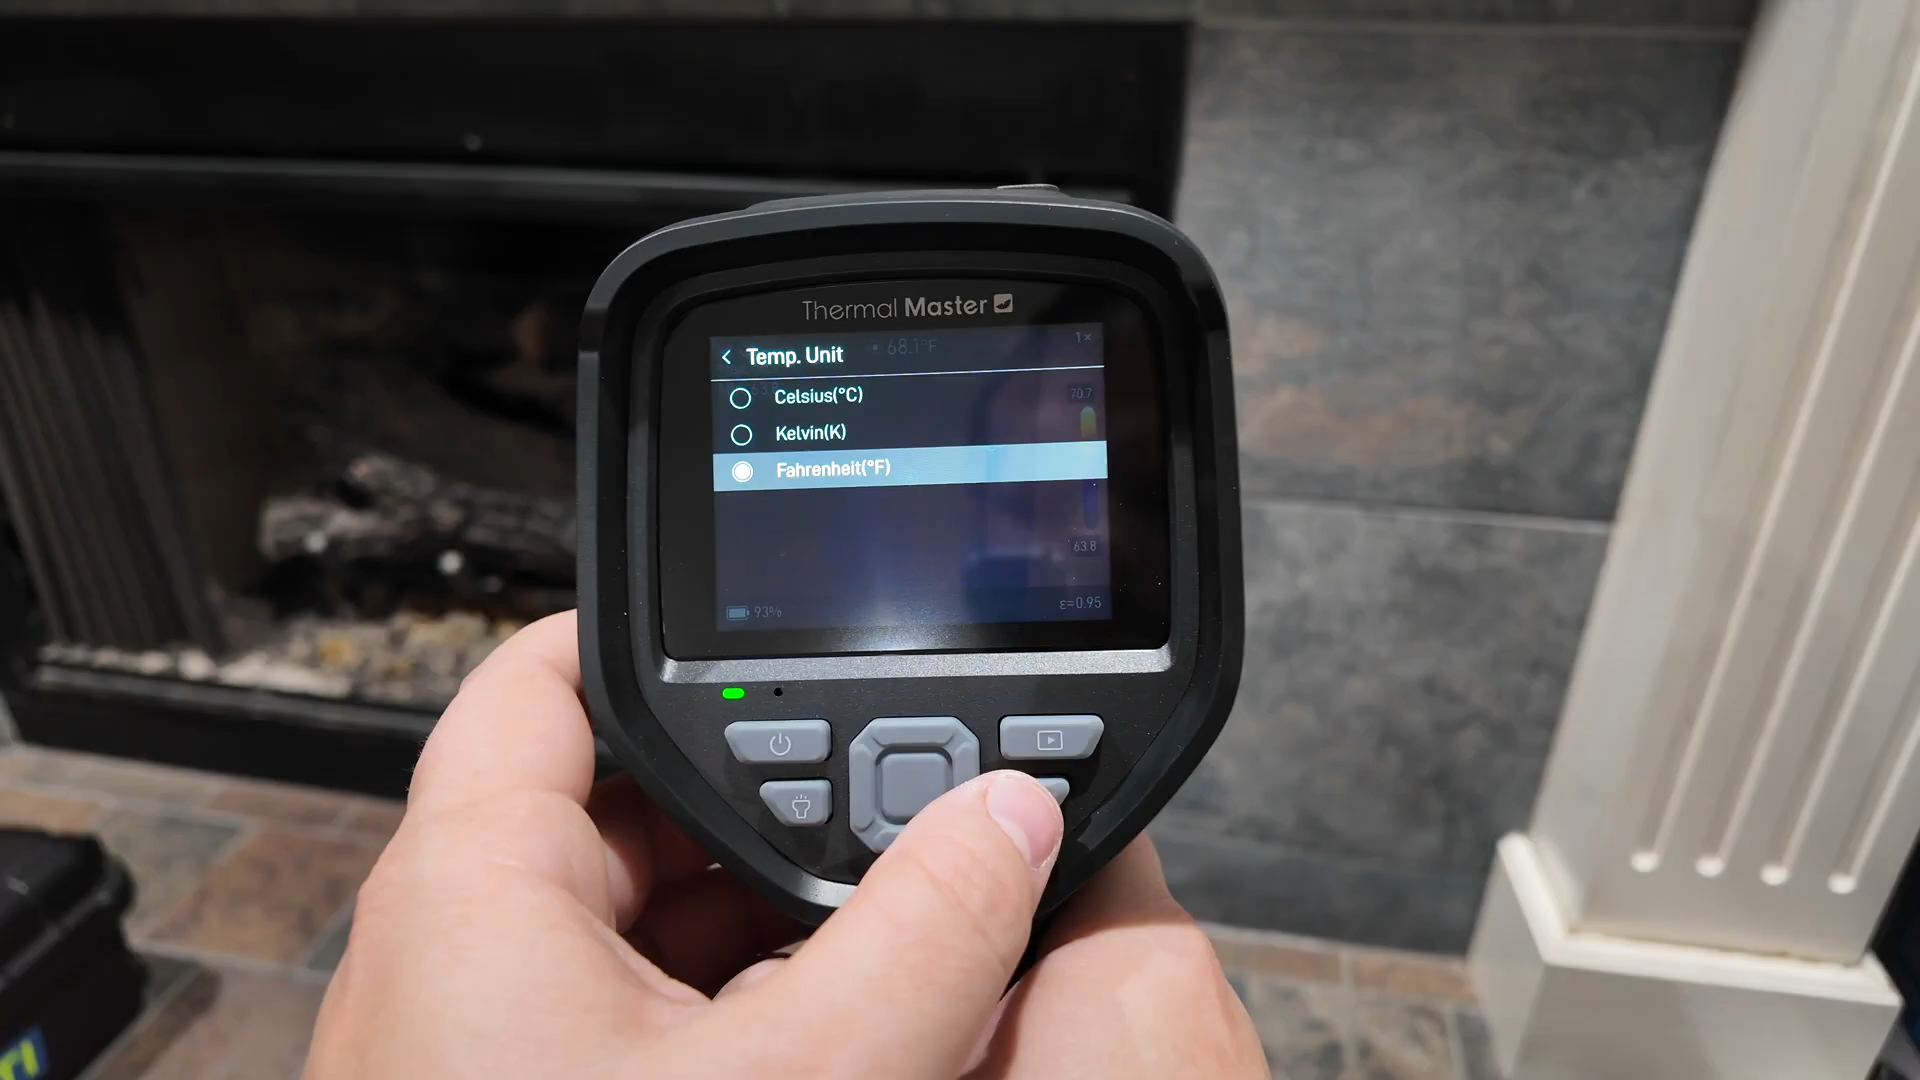 Thermal Master
Temp. Unit
68.1°F
1×
Celsius(°C)
70.7
Kelvin(K)
Fahrenheit(°F)
63.8
93%
ε=0.95